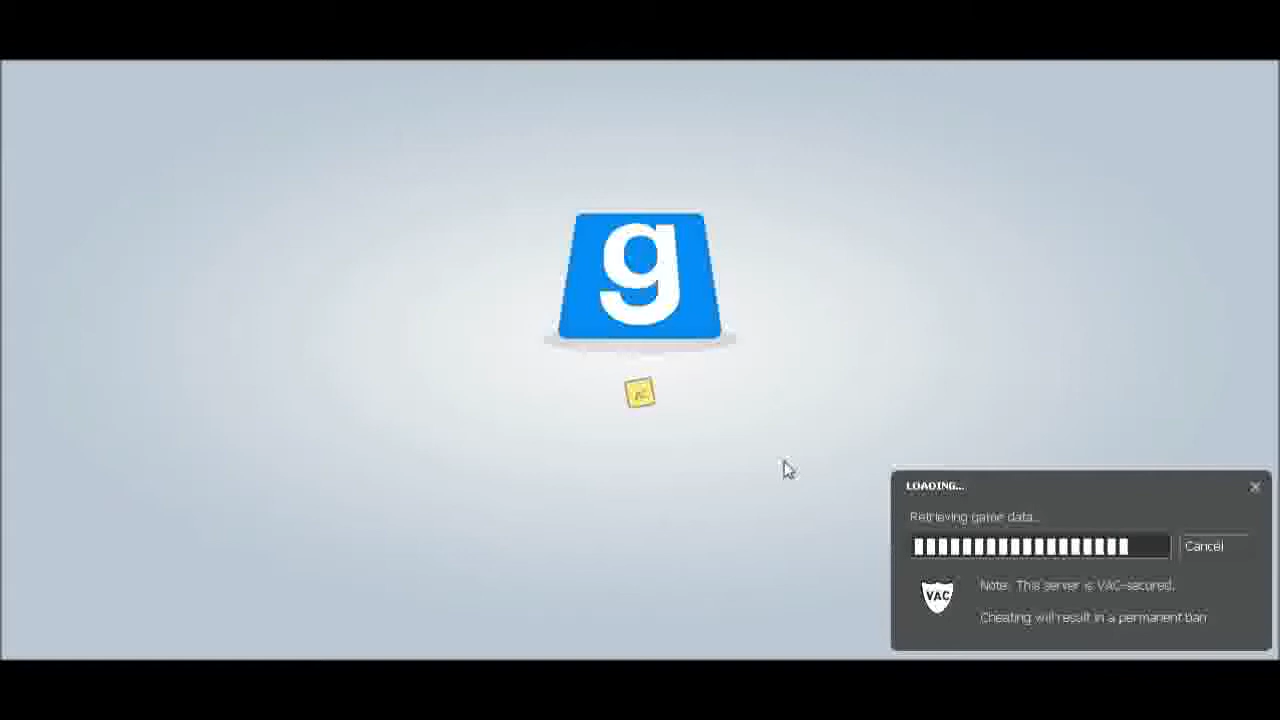 g
LOADING...
Retrieving game data...
Cancel
VAC
Note: This server is VAC-secured.
Cheating will result in a permanent ban